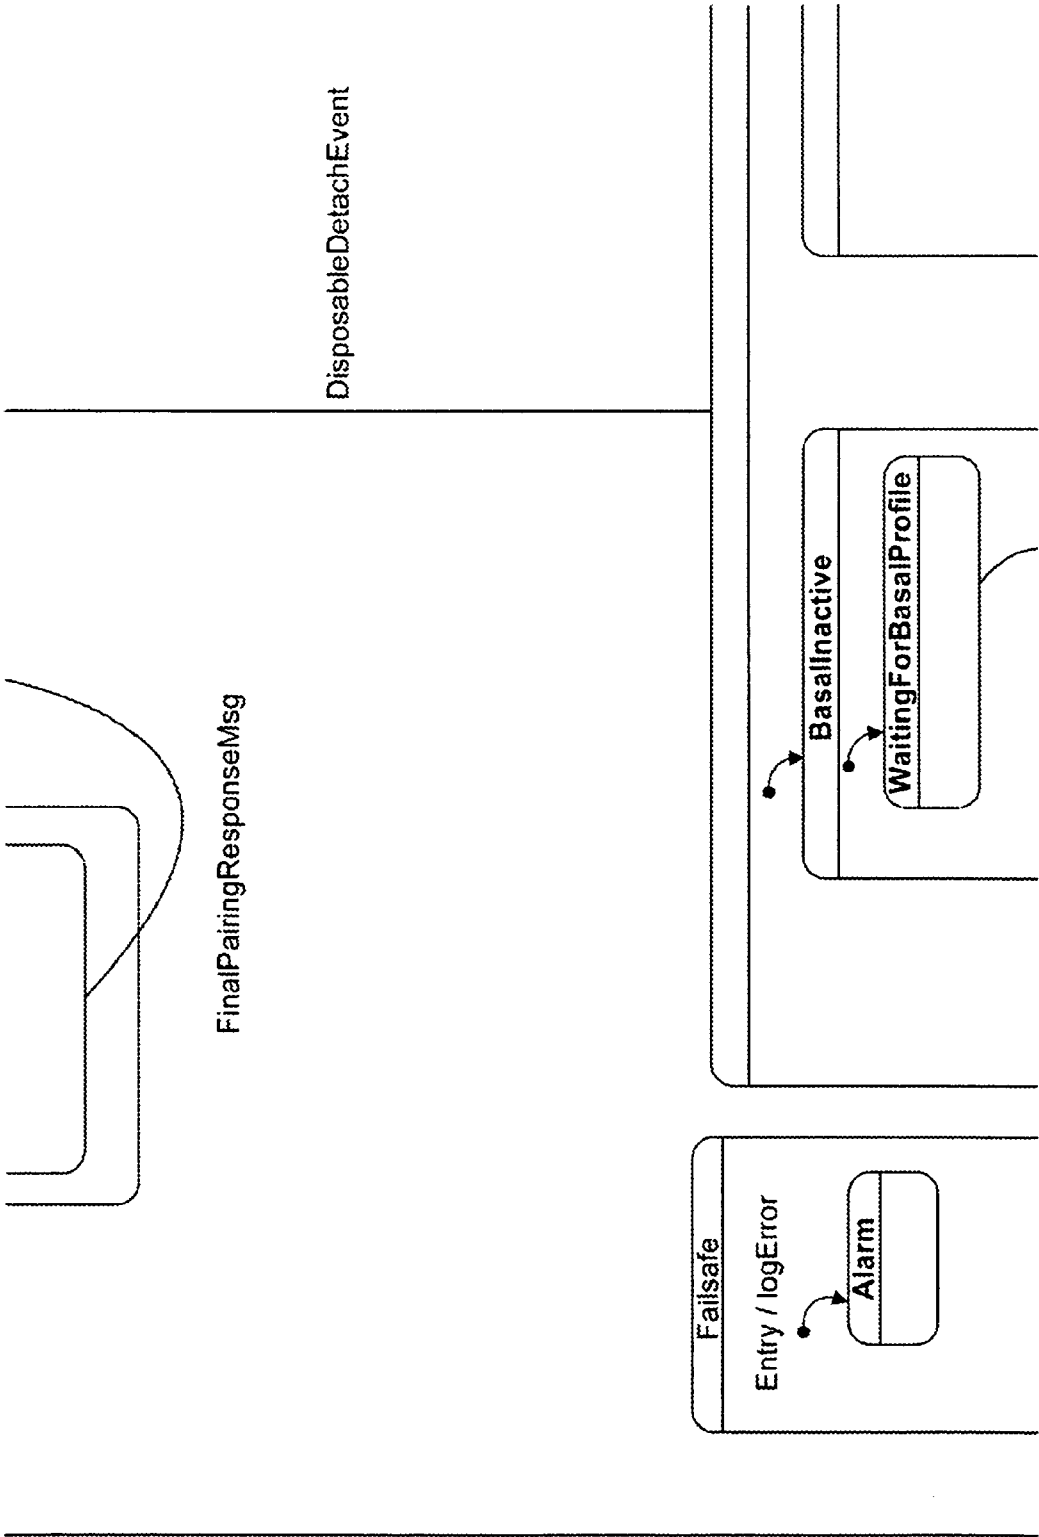 DisposableDetachEvent
FinalPairingResponseMsg
BasalInactive
WaitingForBasalProfile
Failsafe
Entry / logError
Alarm